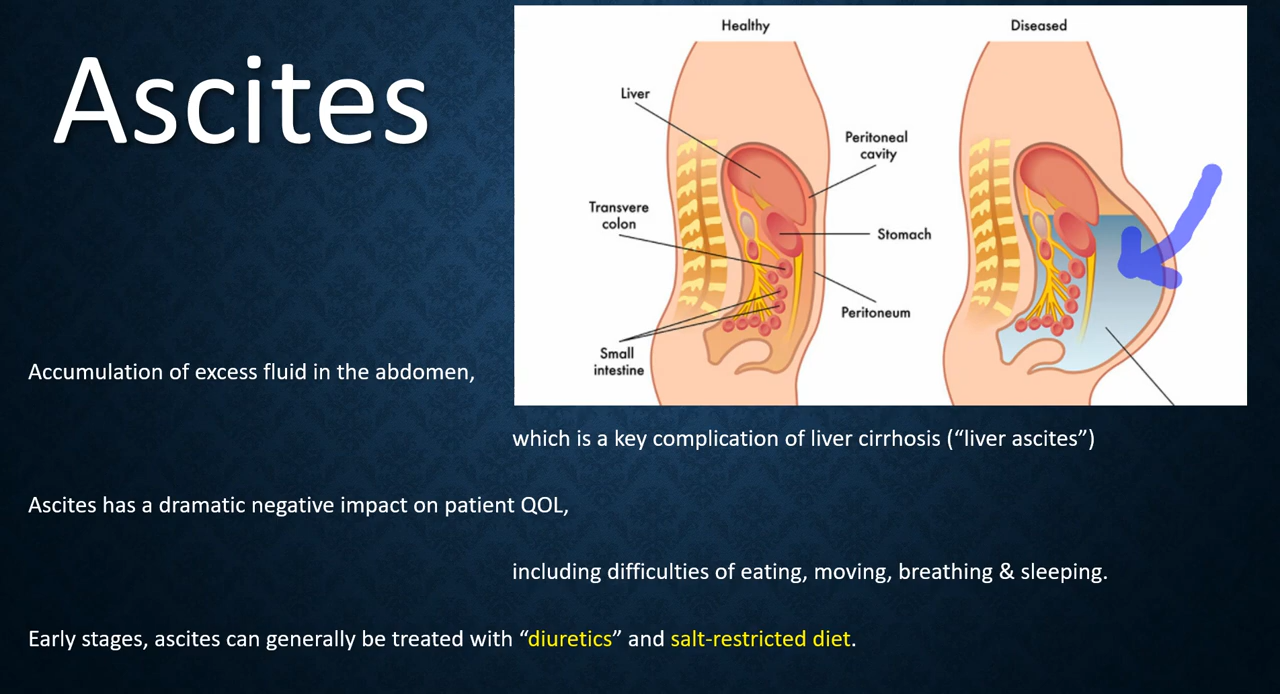 Ascites
Healthy
Diseased
Liver
Peritoneal
cavity
Transvere
colon
Stomach
Peritoneum
Small
intestine
Accumulation of excess fluid in the abdomen,
which is a key complication of liver cirrhosis (“liver ascites”)
Ascites has a dramatic negative impact on patient QOL,
including difficulties of eating, moving, breathing & sleeping.
Early stages, ascites can generally be treated with “diuretics” and salt-restricted diet.